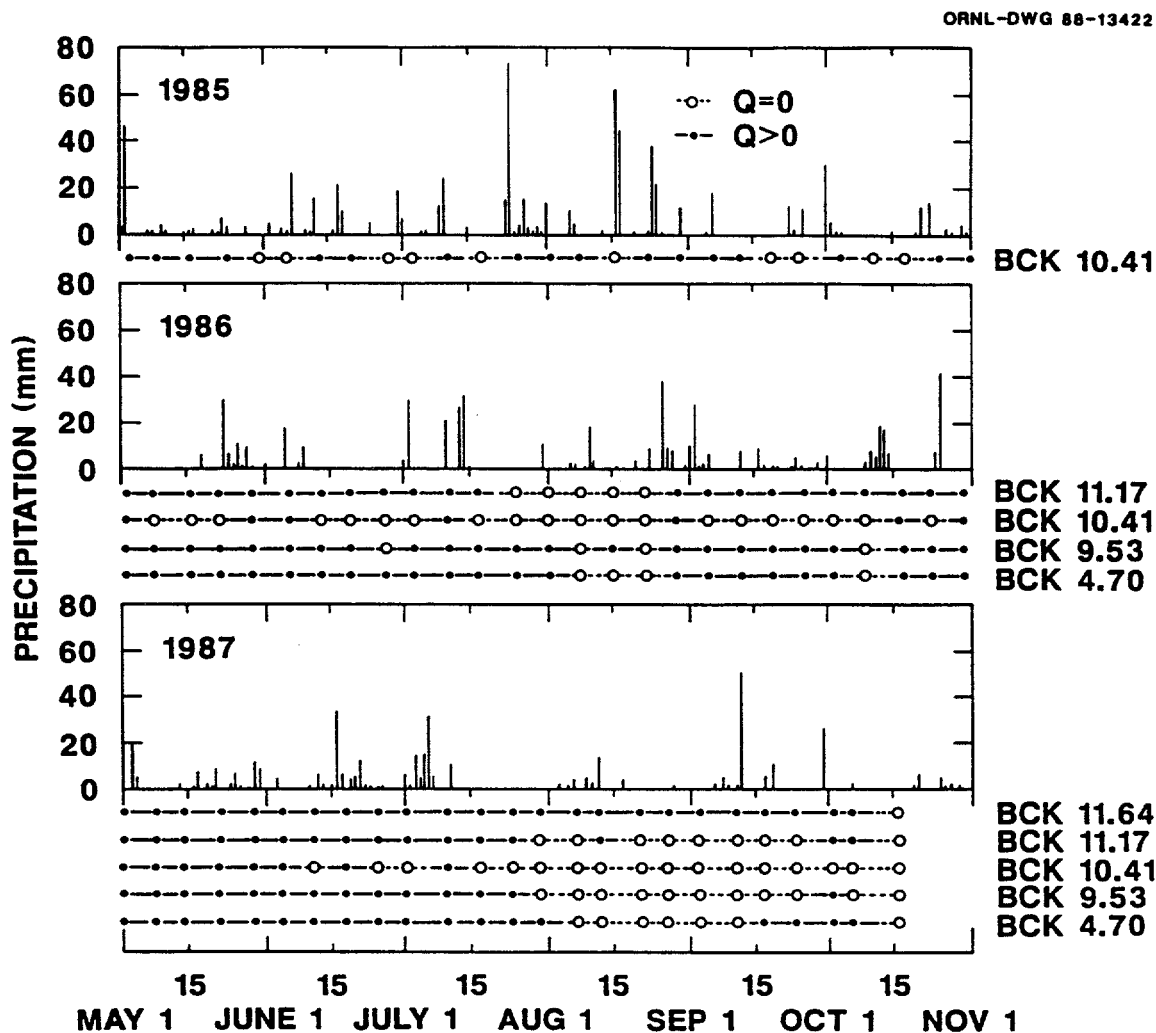 ORNL-DWG 88-13422
80
60
40
20
0
1985
Q=0
Q>0
BCK 10.41
80
60
40
20
0
1986
BCK 11.17
BCK 10.41
BCK 9.53
BCK 4.70
PRECIPITATION (mm)
80
60
40
20
0
1987
BCK 11.64
BCK 11.17
BCK 10.41
BCK 9.53
BCK 4.70
15 15 15 15 15 15
MAY 1 JUNE 1 JULY 1 AUG 1 SEP 1 OCT 1 NOV 1